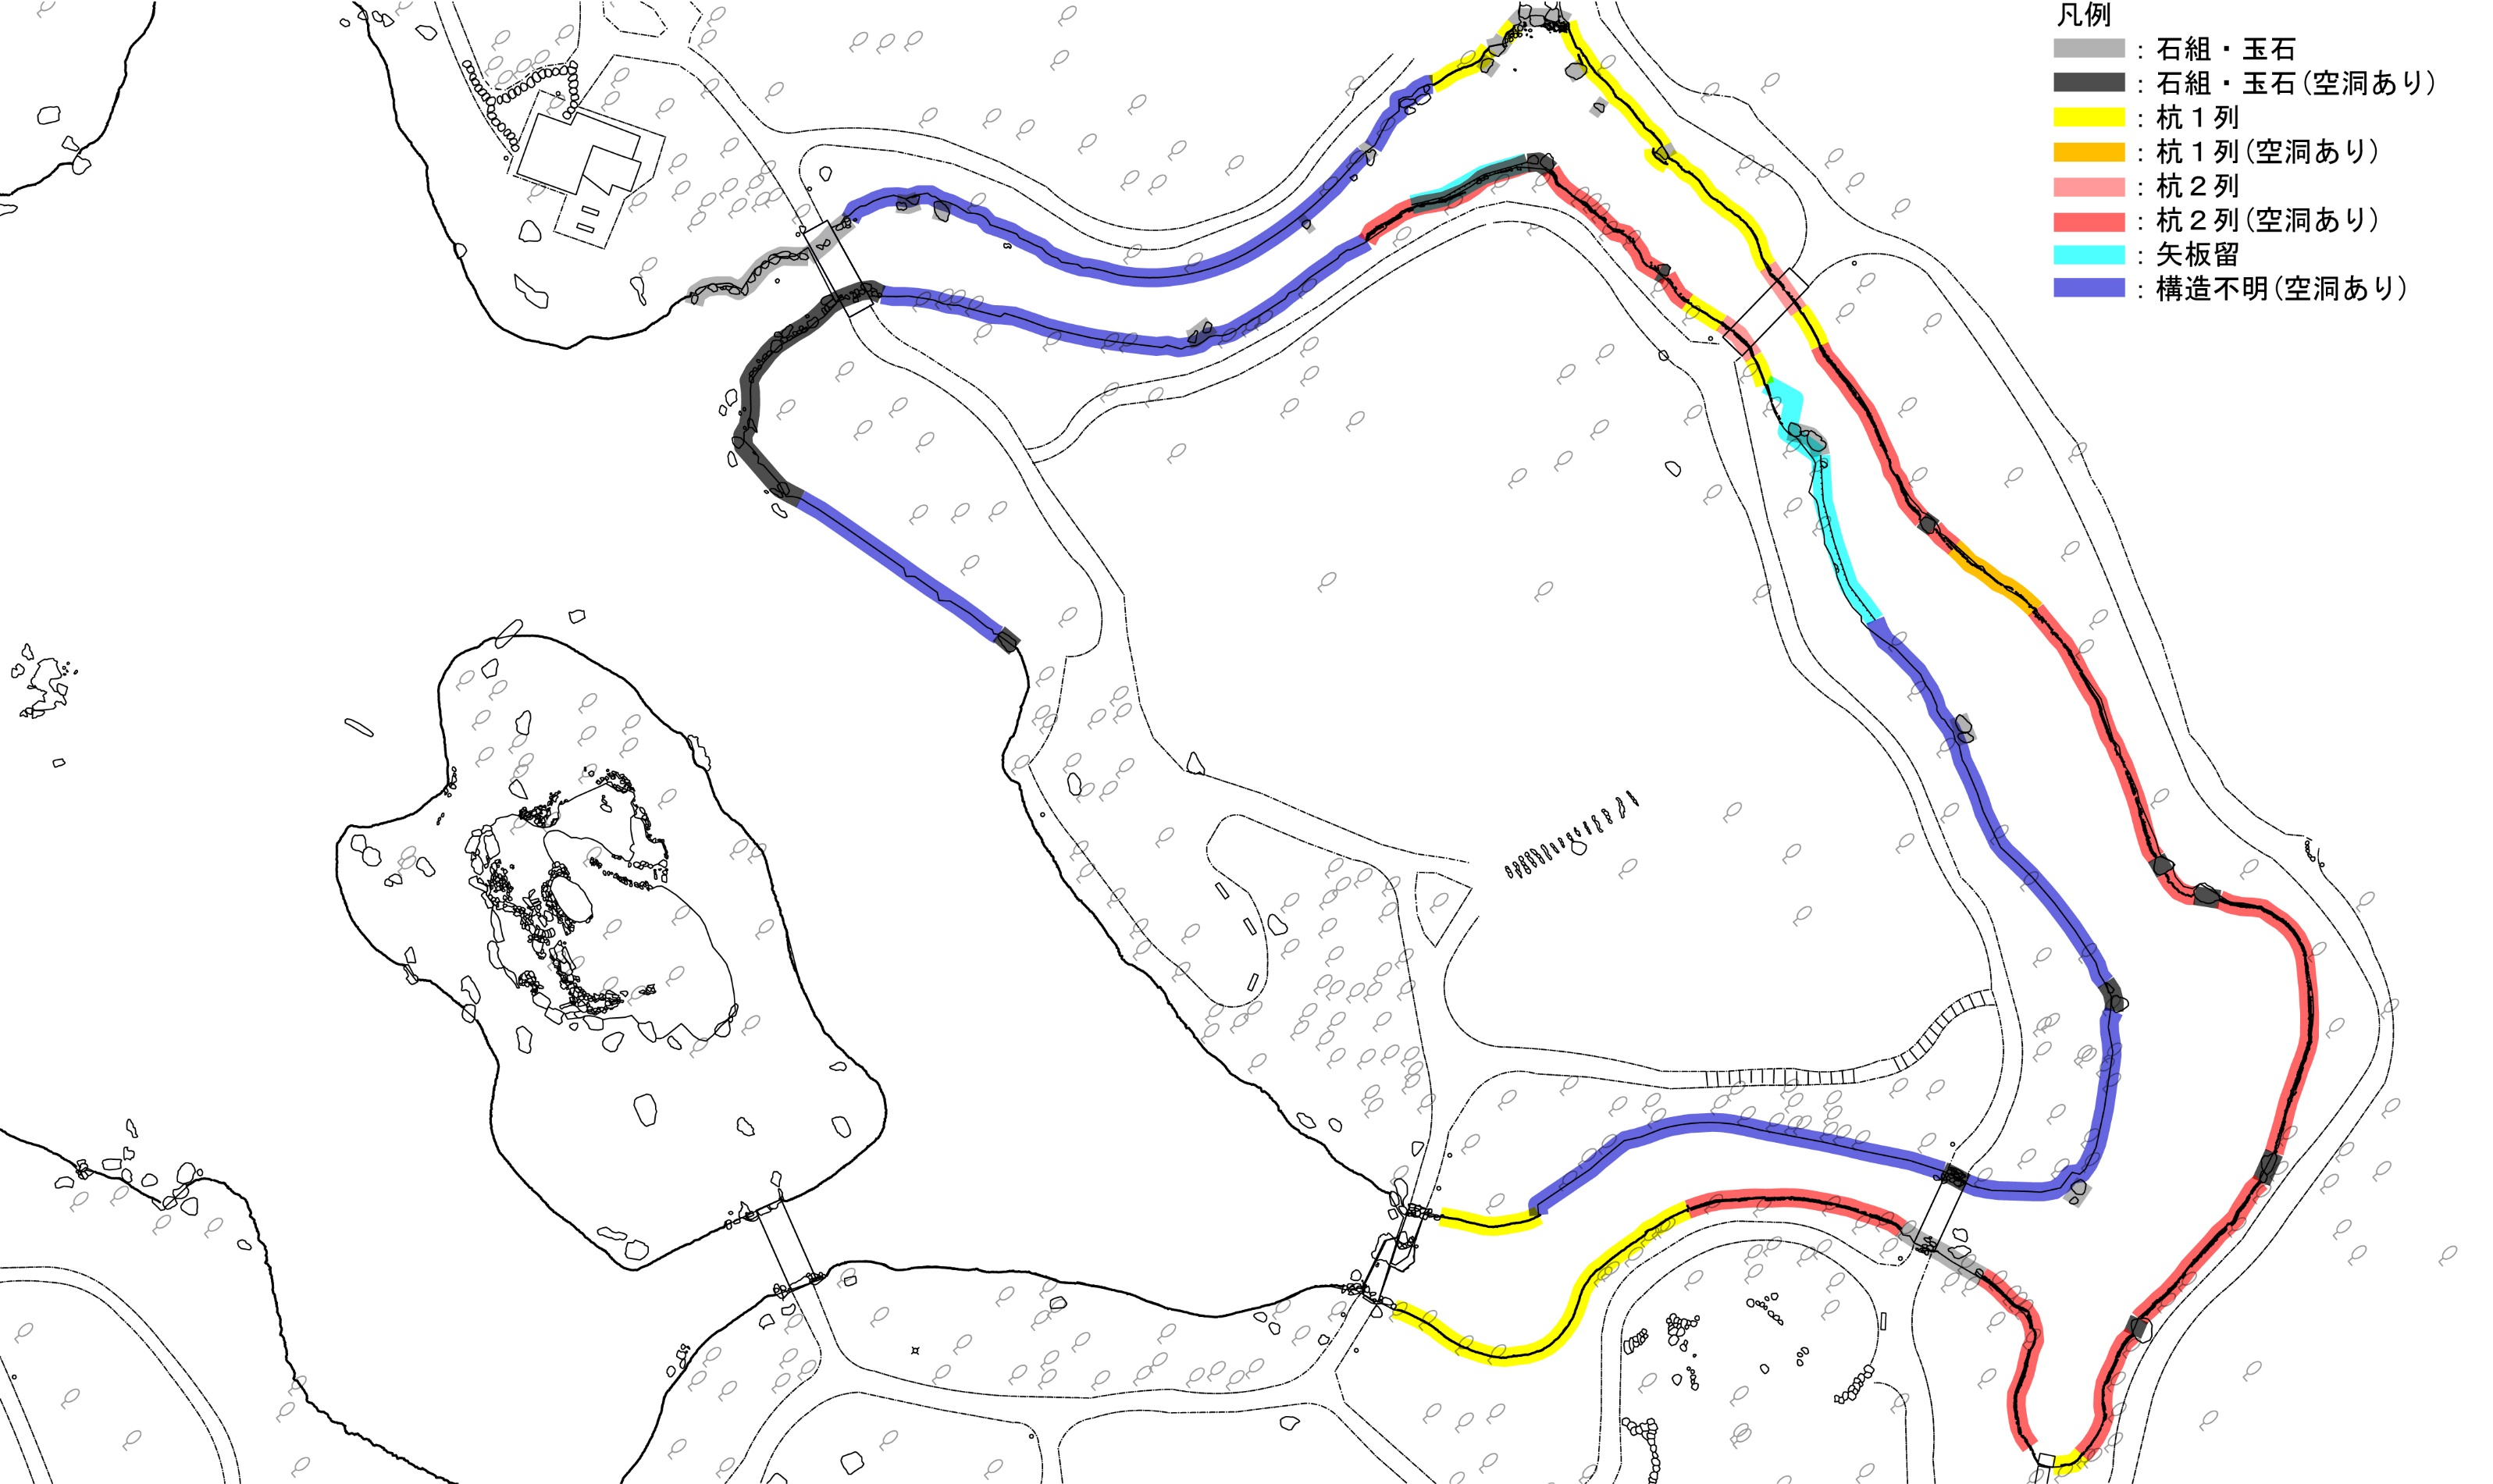 凡例
：石組・玉石
：石組・玉石(空洞あり)
：杭１列
：杭１列(空洞あり)
：杭２列
：杭２列(空洞あり)
：矢板留
：構造不明(空洞あり)